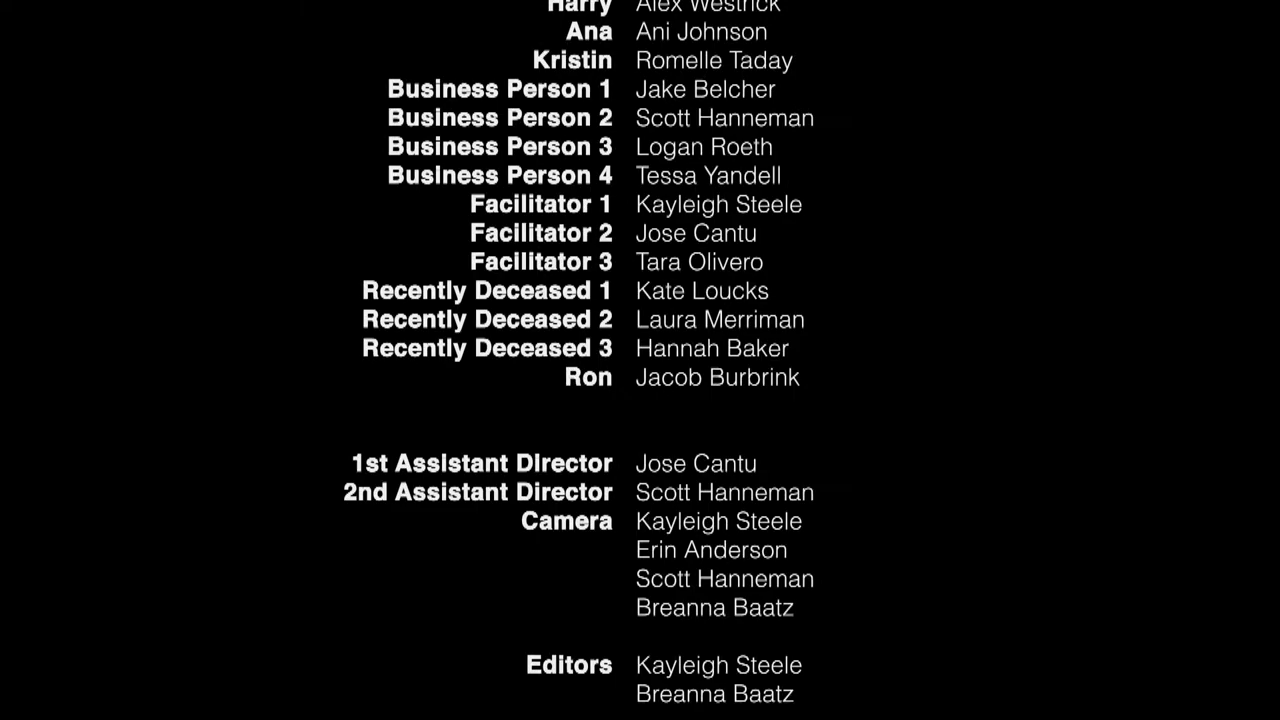 Harry Alex Westrick
Ana Ani Johnson
Kristin Romelle Taday
Business Person 1 Jake Belcher
Business Person 2 Scott Hanneman
Business Person 3 Logan Roeth
Business Person 4 Tessa Yandell
Facilitator 1 Kayleigh Steele
Facilitator 2 Jose Cantu
Facilitator 3 Tara Olivero
Recently Deceased 1 Kate Loucks
Recently Deceased 2 Laura Merriman
Recently Deceased 3 Hannah Baker
Ron Jacob Burbrink
1st Assistant Director Jose Cantu
2nd Assistant Director Scott Hanneman
Camera Kayleigh Steele
Erin Anderson
Scott Hanneman
Breanna Baatz
Editors Kayleigh Steele
Breanna Baatz